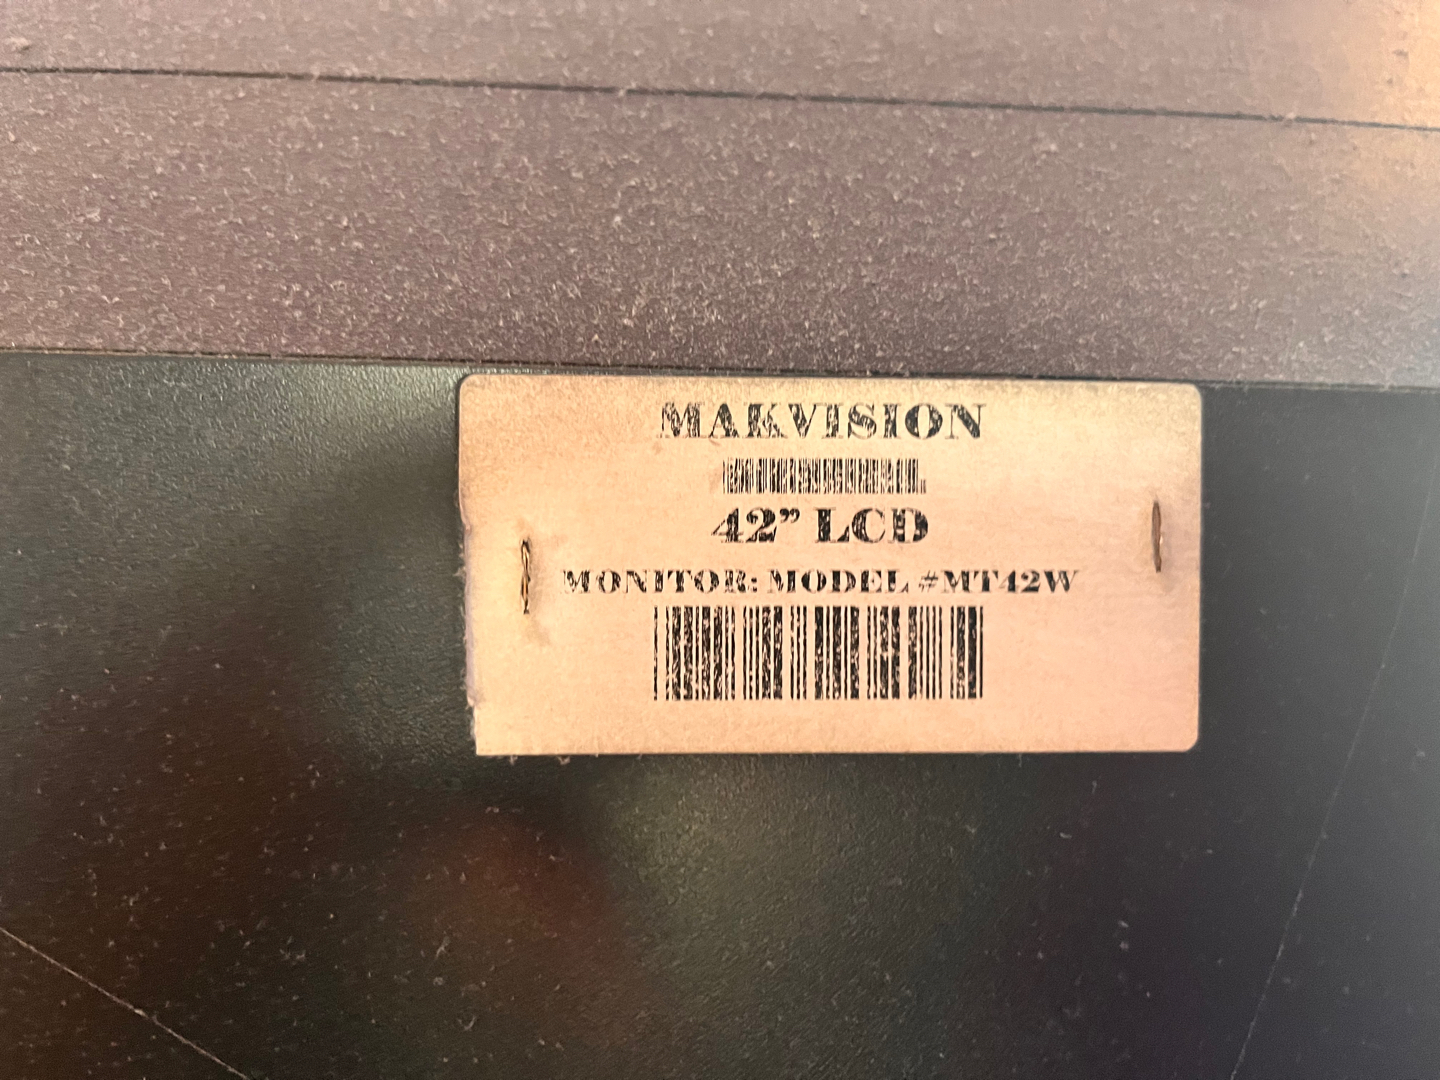 MAKVISION
42” LCD
MONITOR: MODEL #MT42W